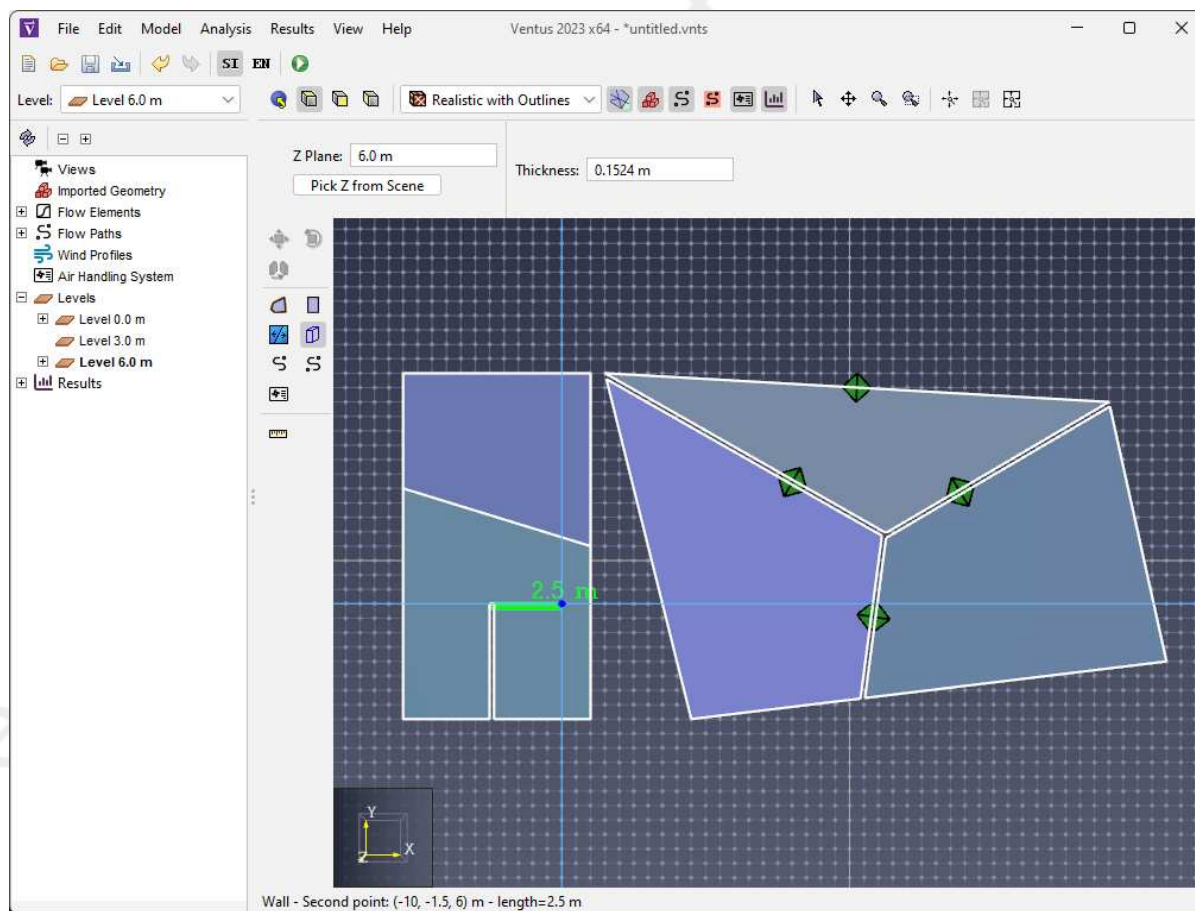 File Edit Model Analysis Results View Help Ventus 2023 x64 - *untitled.vnts
SI EN
Level: Level 6.0 m Realistic with Outlines
Z Plane: 6.0 m
Thickness: 0.1524 m
Pick Z from Scene
Views
Imported Geometry
Flow Elements
Flow Paths
Wind Profiles
Air Handling System
Levels
Level 0.0 m
Level 3.0 m
Level 6.0 m
Results
2.5 m
Y
Z X
Wall - Second point: (-10, -1.5, 6) m - length=2.5 m